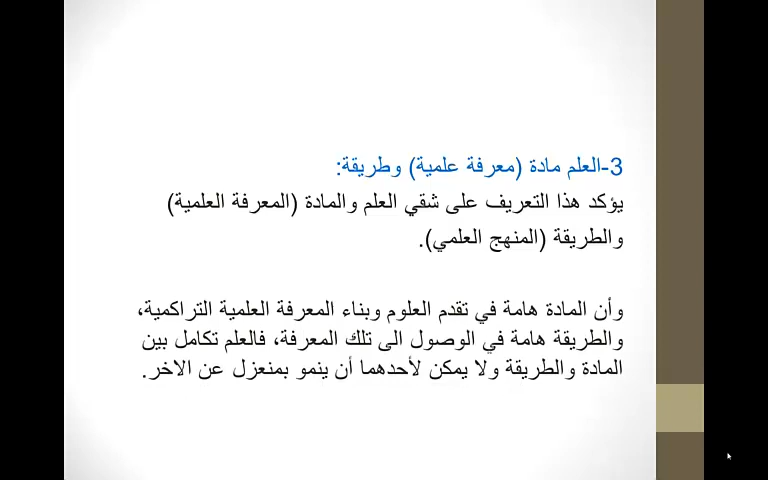 3-العلم مادة (معرفة علمية) وطريقة:
يؤكد هذا التعريف على شقي العلم والمادة (المعرفة العلمية)
والطريقة (المنهج العلمي).
وأن المادة هامة في تقدم العلوم وبناء المعرفة العلمية التراكمية،
والطريقة هامة في الوصول الى تلك المعرفة، فالعلم تكامل بين
المادة والطريقة ولا يمكن لأحدهما أن ينمو بمنعزل عن الاخر.